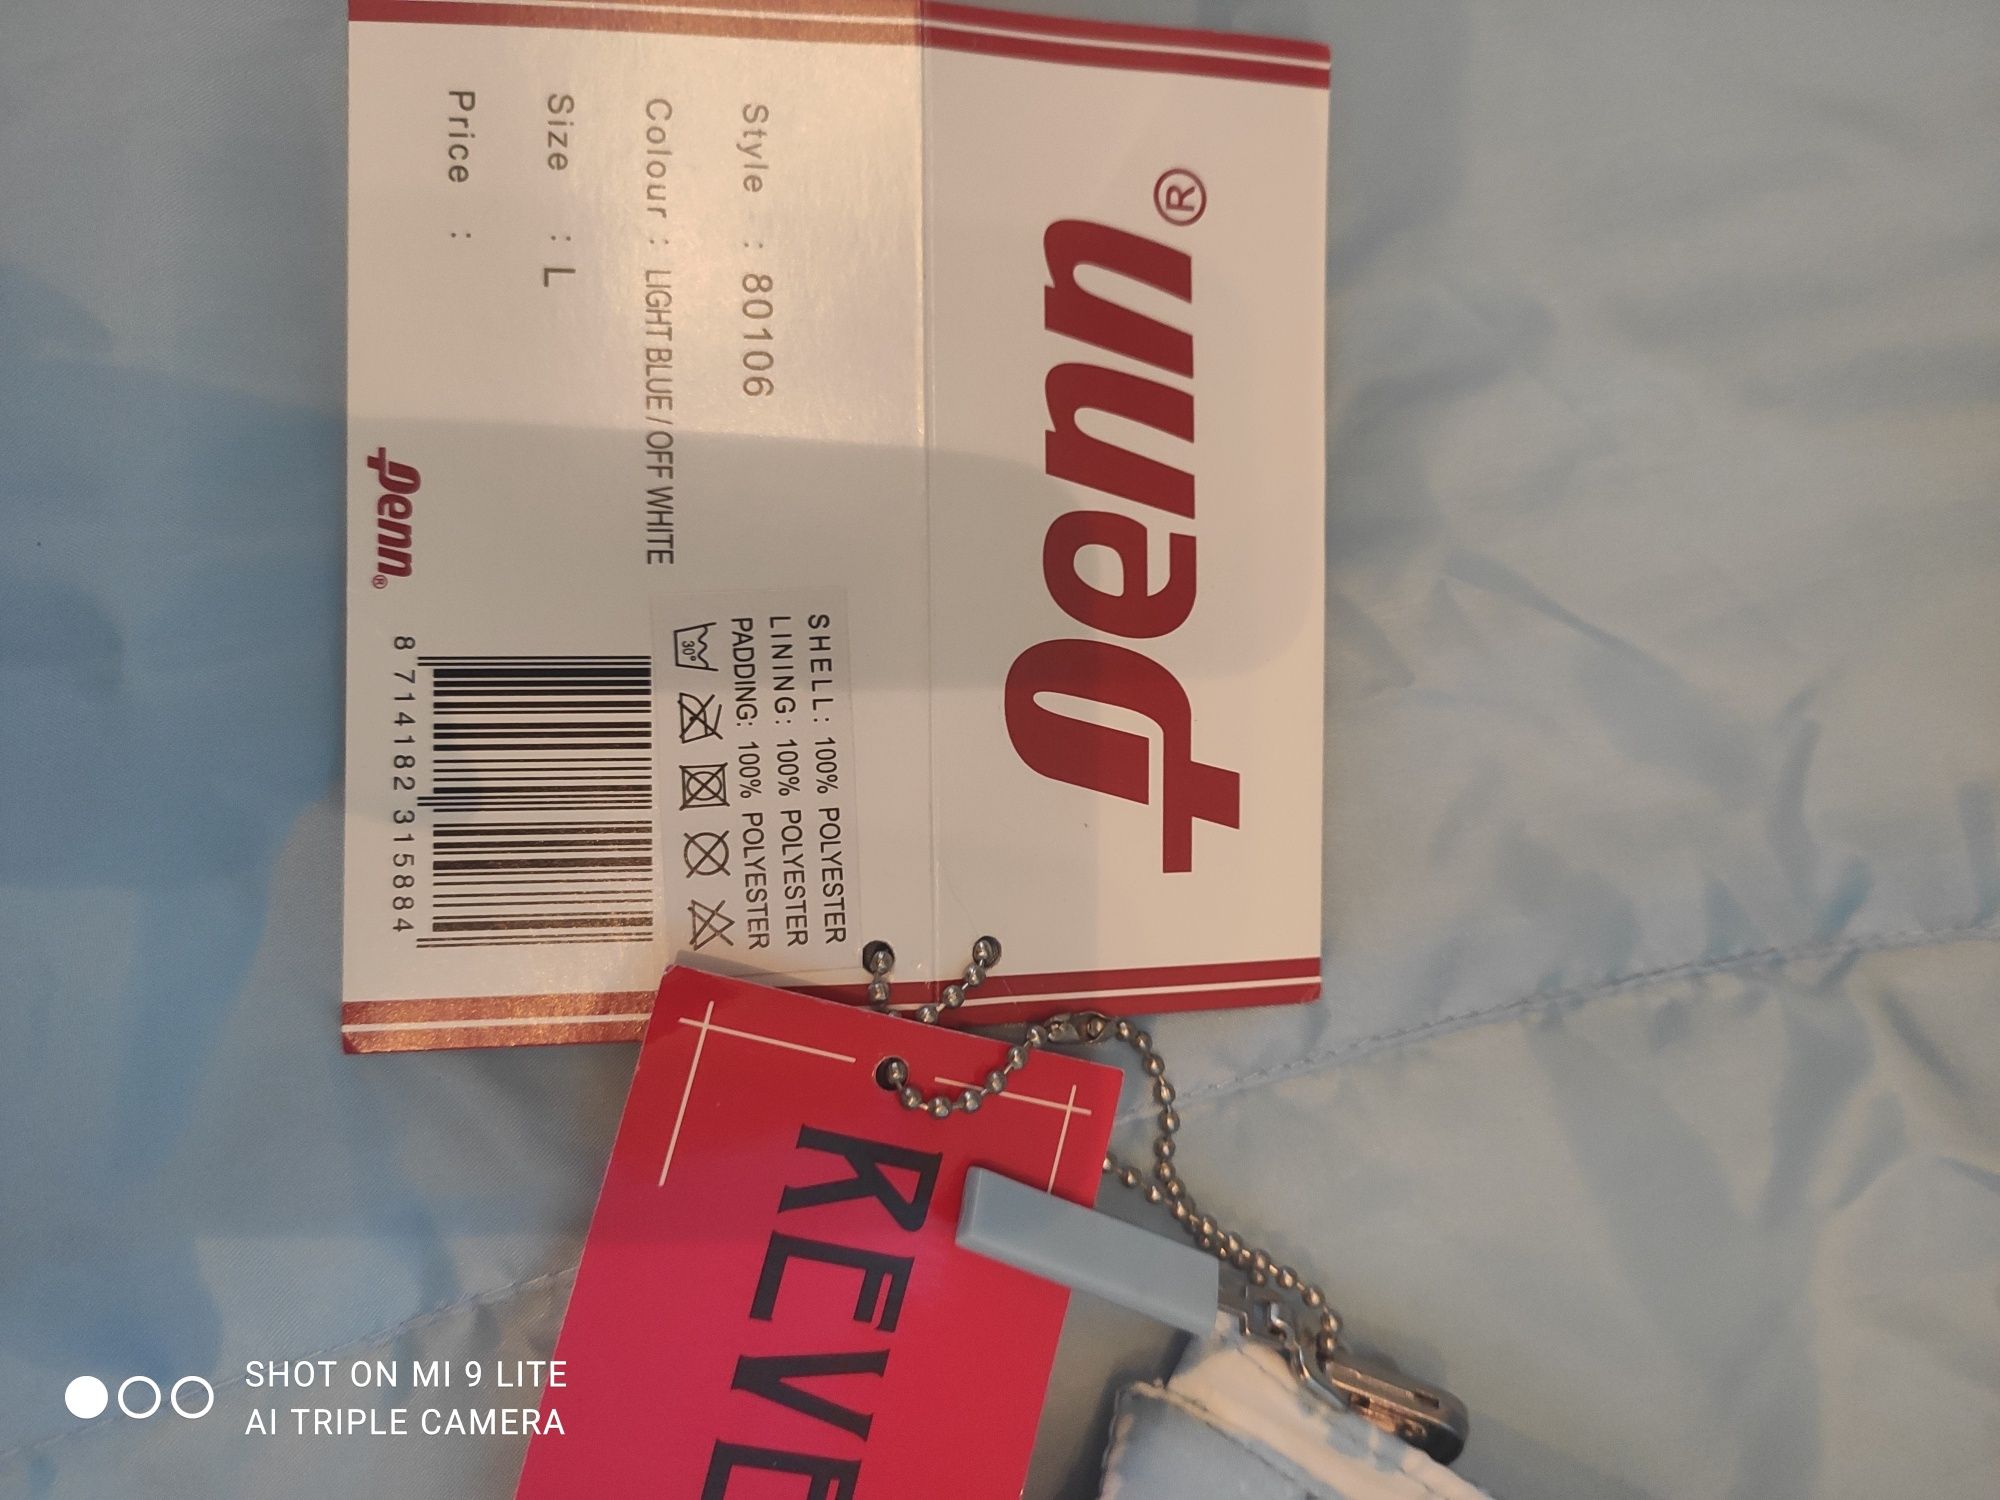 Penn®
SHELL: 100% POLYESTER
LINING: 100% POLYESTER
PADDING: 100% POLYESTER
30°
Style : 80106
Colour : LIGHT BLUE / OFF WHITE
Size : L
Price :
Penn®
8 714182 315884
REVE
SHOT ON MI 9 LITE
AI TRIPLE CAMERA